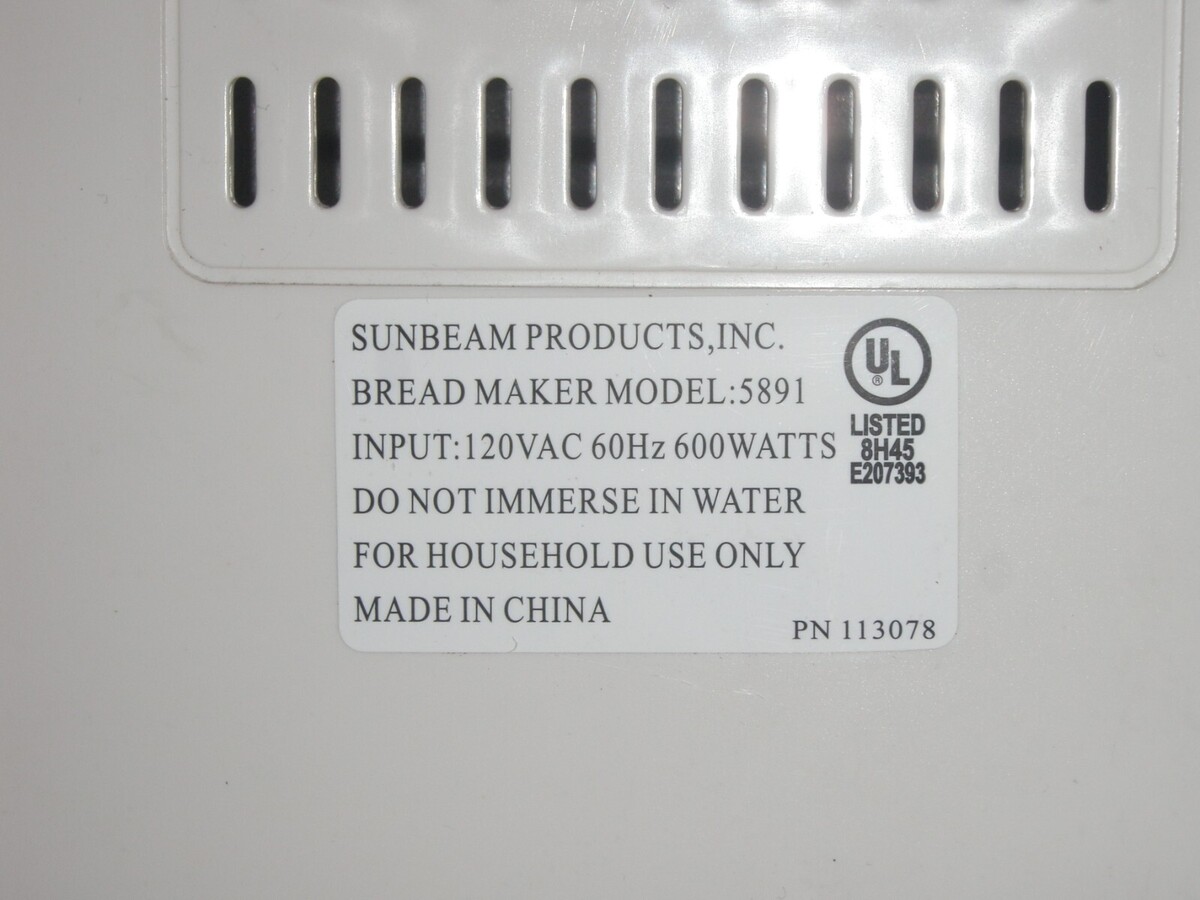 SUNBEAM PRODUCTS,INC.
BREAD MAKER MODEL:5891
INPUT:120VAC 60Hz 600WATTS
DO NOT IMMERSE IN WATER
FOR HOUSEHOLD USE ONLY
MADE IN CHINA
UL
®
LISTED
8H45
E207393
PN 113078